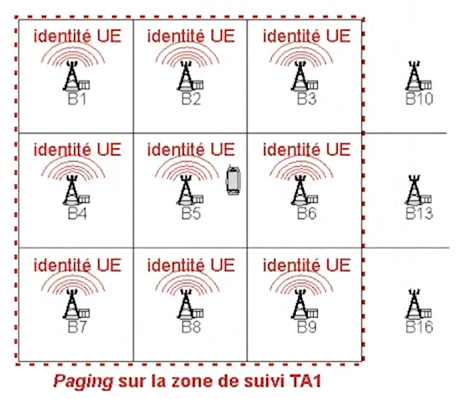 identité UE identité UE identité UE
B1 B2 B3 B10
identité UE identité UE identité UE
B4 B5 B6 B13
identité UE identité UE identité UE
B7 B8 B9 B16
Paging sur la zone de suivi TA1